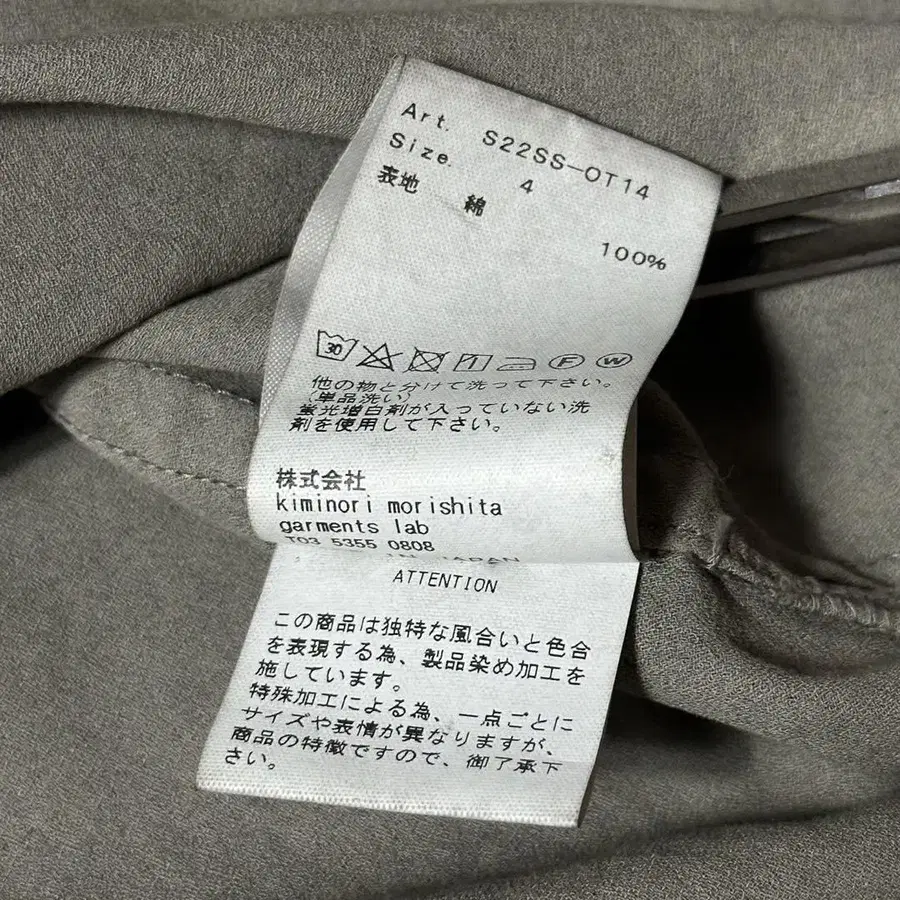 Art. S22SS-OT14
Size. 4
表地 綿 100%
30 1 F W
他の物と分けて洗って下さい。
(単品洗い)
蛍光増白剤が入っていない洗
剤を使用して下さい。
株式会社
kiminori morishita
garments lab
T03 5355 0808
ATTENTION
この商品は独特な風合いと色合
を表現する為、製品染め加工を
施しています。
特殊加工による為、一点ごとに
サイズや表情が異なりますが、
商品の特徴ですので、御了承下
さい。